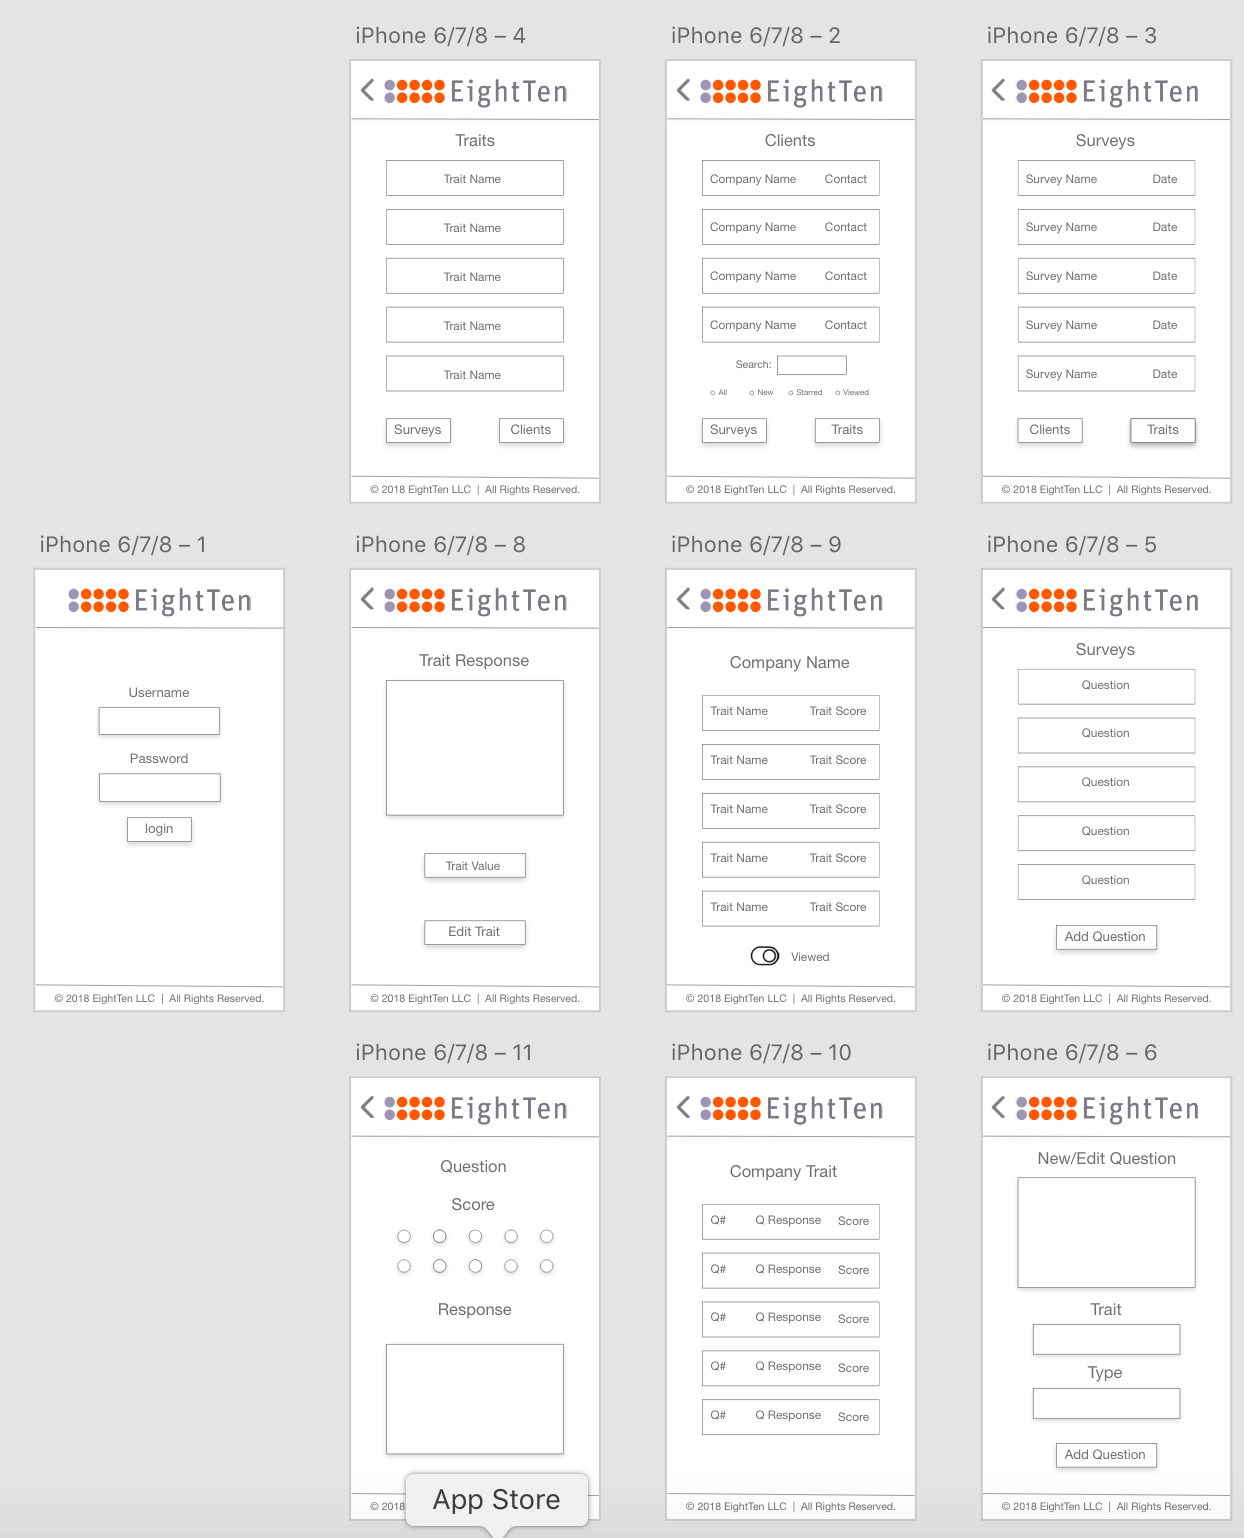 iPhone 6/7/8 – 4
EightTen
Traits
Trait Name
Trait Name
Trait Name
Trait Name
Trait Name
Surveys Clients
© 2018 EightTen LLC | All Rights Reserved.
iPhone 6/7/8 – 2
EightTen
Clients
Company Name Contact
Company Name Contact
Company Name Contact
Company Name Contact
Search:
All New Starred Viewed
Surveys Traits
© 2018 EightTen LLC | All Rights Reserved.
iPhone 6/7/8 – 3
EightTen
Surveys
Survey Name Date
Survey Name Date
Survey Name Date
Survey Name Date
Survey Name Date
Clients Traits
© 2018 EightTen LLC | All Rights Reserved.
iPhone 6/7/8 – 1
EightTen
Username
Password
login
© 2018 EightTen LLC | All Rights Reserved.
iPhone 6/7/8 – 8
EightTen
Trait Response
Trait Value
Edit Trait
© 2018 EightTen LLC | All Rights Reserved.
iPhone 6/7/8 – 9
EightTen
Company Name
Trait Name Trait Score
Trait Name Trait Score
Trait Name Trait Score
Trait Name Trait Score
Trait Name Trait Score
Viewed
© 2018 EightTen LLC | All Rights Reserved.
iPhone 6/7/8 – 5
EightTen
Surveys
Question
Question
Question
Question
Question
Add Question
© 2018 EightTen LLC | All Rights Reserved.
iPhone 6/7/8 – 11
EightTen
Question
Score
Response
© 2018
App Store
iPhone 6/7/8 – 10
EightTen
Company Trait
Q# Q Response Score
Q# Q Response Score
Q# Q Response Score
Q# Q Response Score
Q# Q Response Score
© 2018 EightTen LLC | All Rights Reserved.
iPhone 6/7/8 – 6
EightTen
New/Edit Question
Trait
Type
Add Question
© 2018 EightTen LLC | All Rights Reserved.